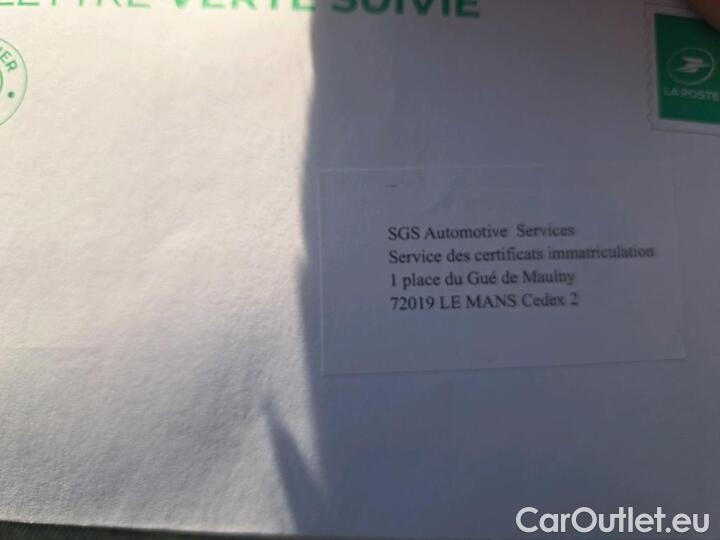 LETTRE VERTE SUIVIE
LA POSTE
SGS Automotive Services
Service des certificats immatriculation
1 place du Gué de Maulny
72019 LE MANS Cedex 2
CarOutlet.eu